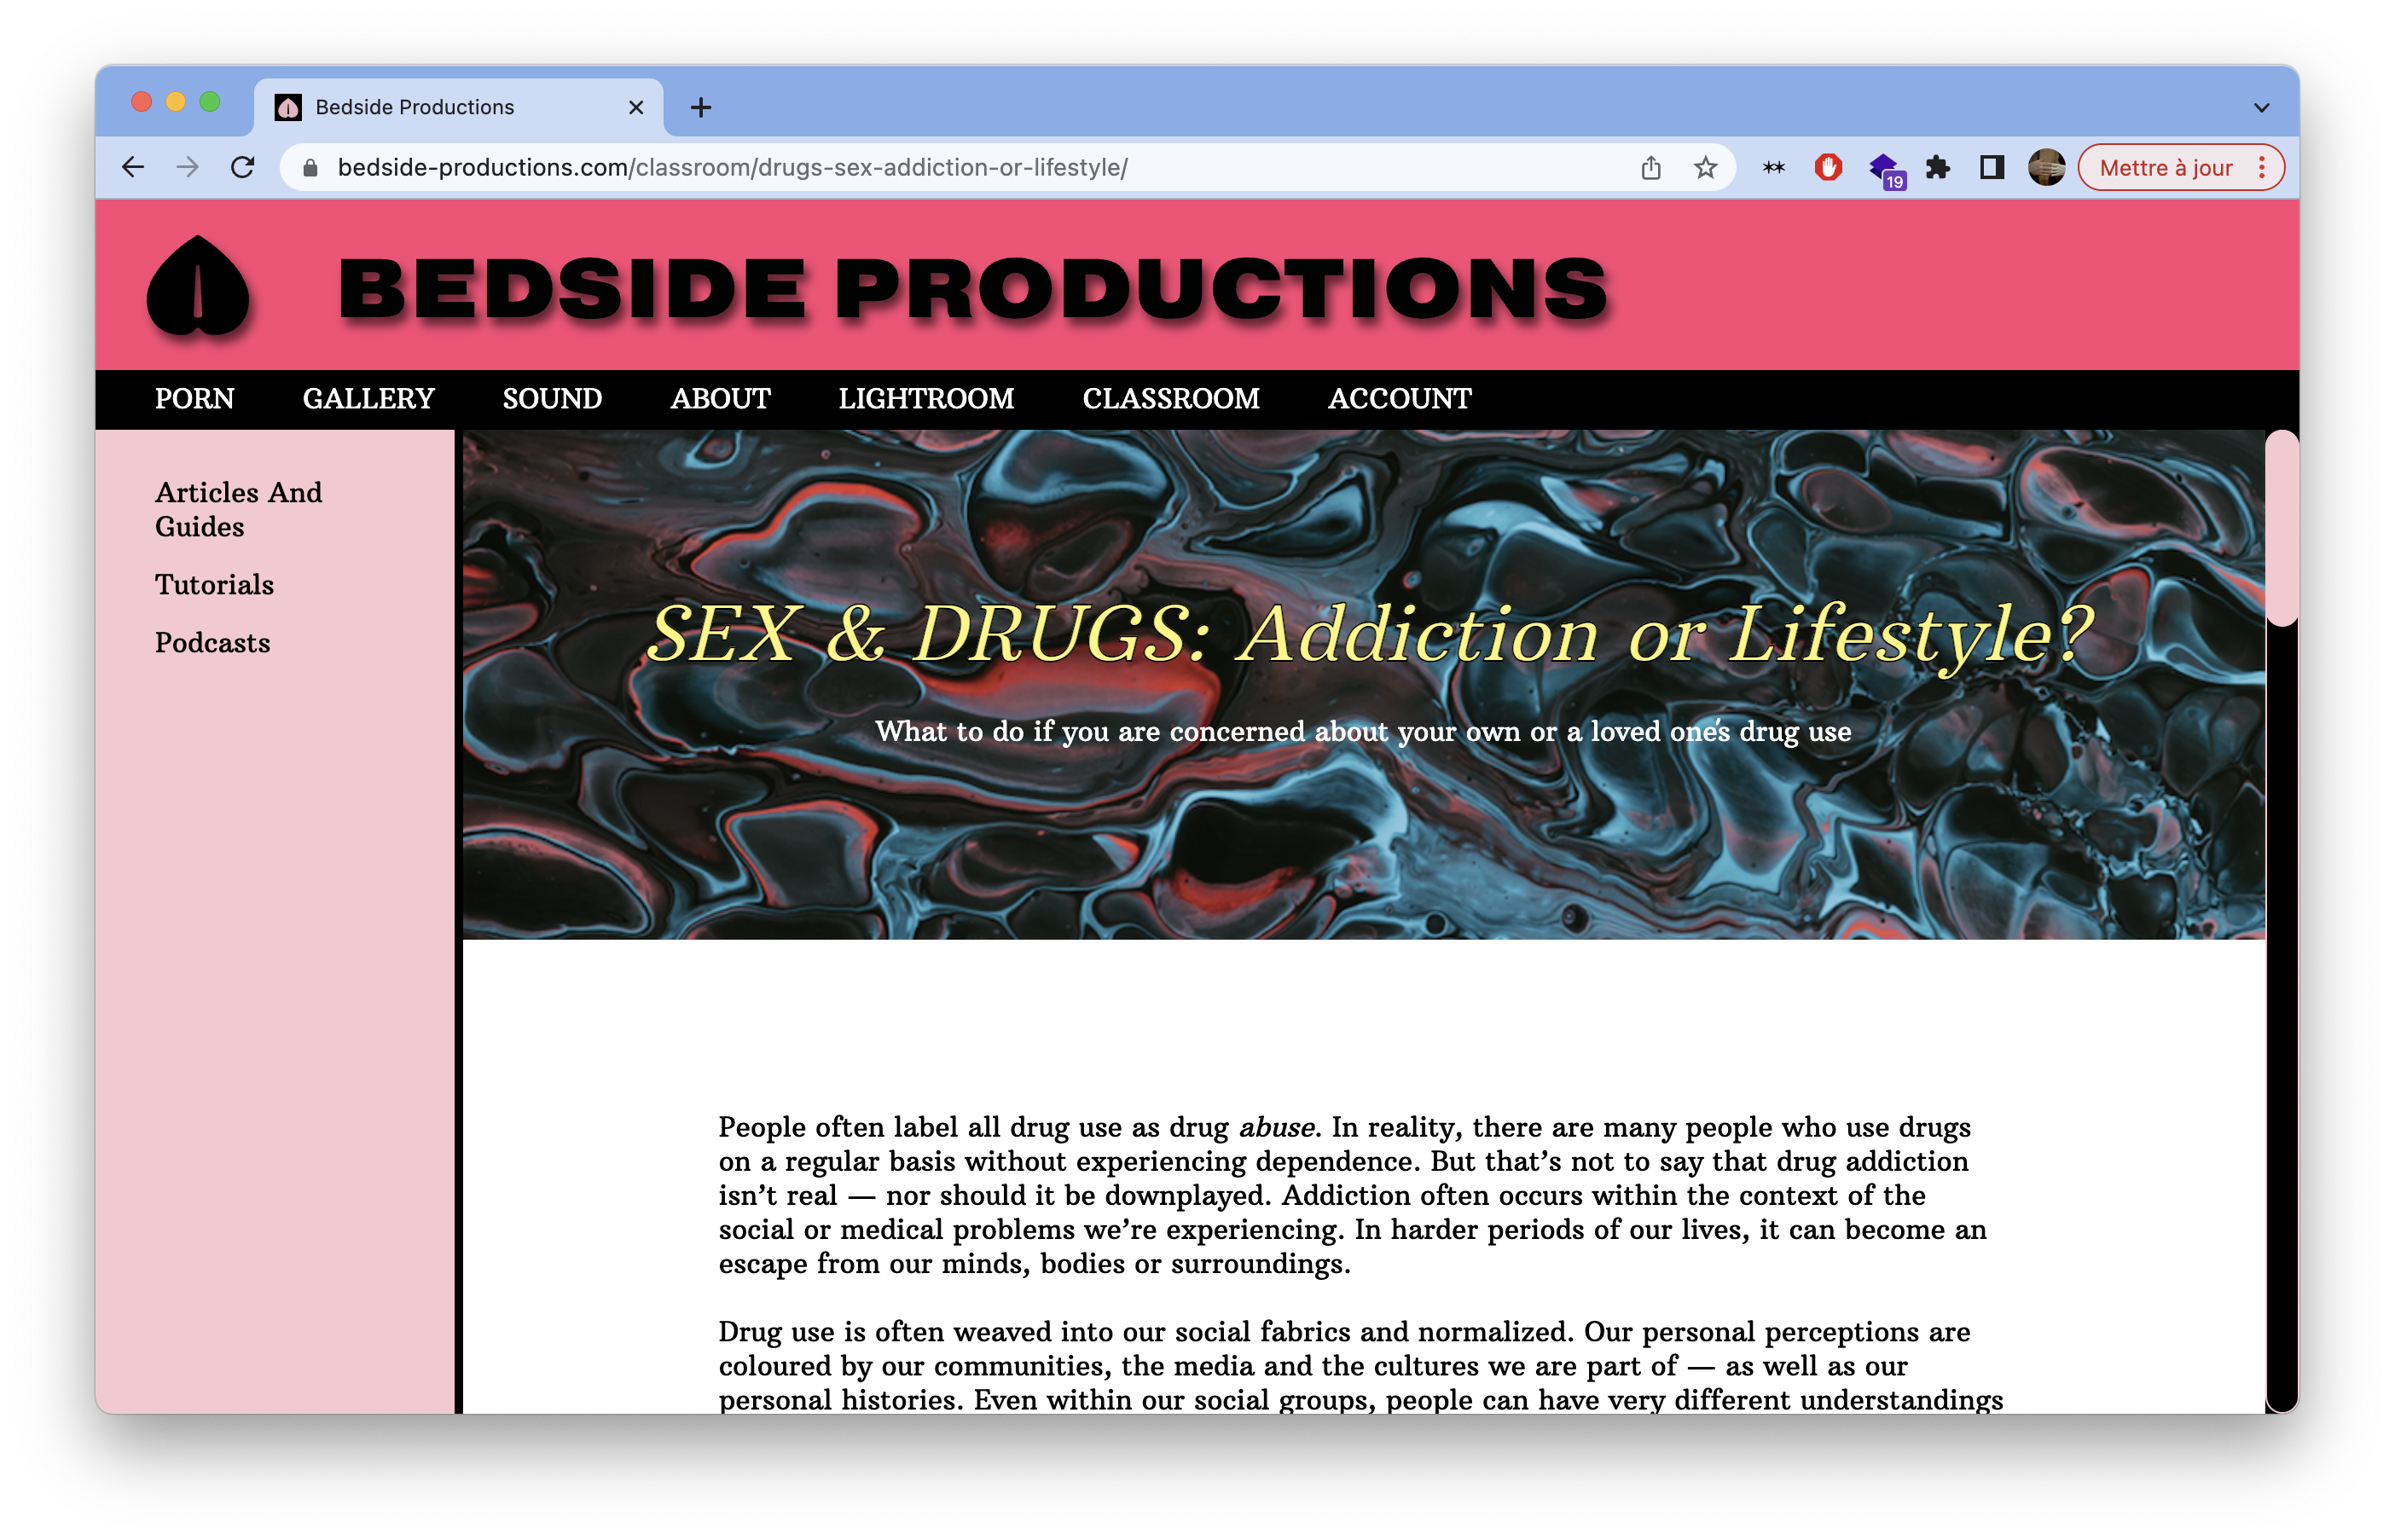 Bedside Productions
bedside-productions.com/classroom/drugs-sex-addiction-or-lifestyle/
19
Mettre à jour
BEDSIDE PRODUCTIONS
PORN GALLERY SOUND ABOUT LIGHTROOM CLASSROOM ACCOUNT
Articles And
Guides
Tutorials
Podcasts
SEX & DRUGS: Addiction or Lifestyle?
What to do if you are concerned about your own or a loved one's drug use
People often label all drug use as drug abuse. In reality, there are many people who use drugs
on a regular basis without experiencing dependence. But that’s not to say that drug addiction
isn’t real — nor should it be downplayed. Addiction often occurs within the context of the
social or medical problems we’re experiencing. In harder periods of our lives, it can become an
escape from our minds, bodies or surroundings.
Drug use is often weaved into our social fabrics and normalized. Our personal perceptions are
coloured by our communities, the media and the cultures we are part of — as well as our
personal histories. Even within our social groups, people can have very different understandings